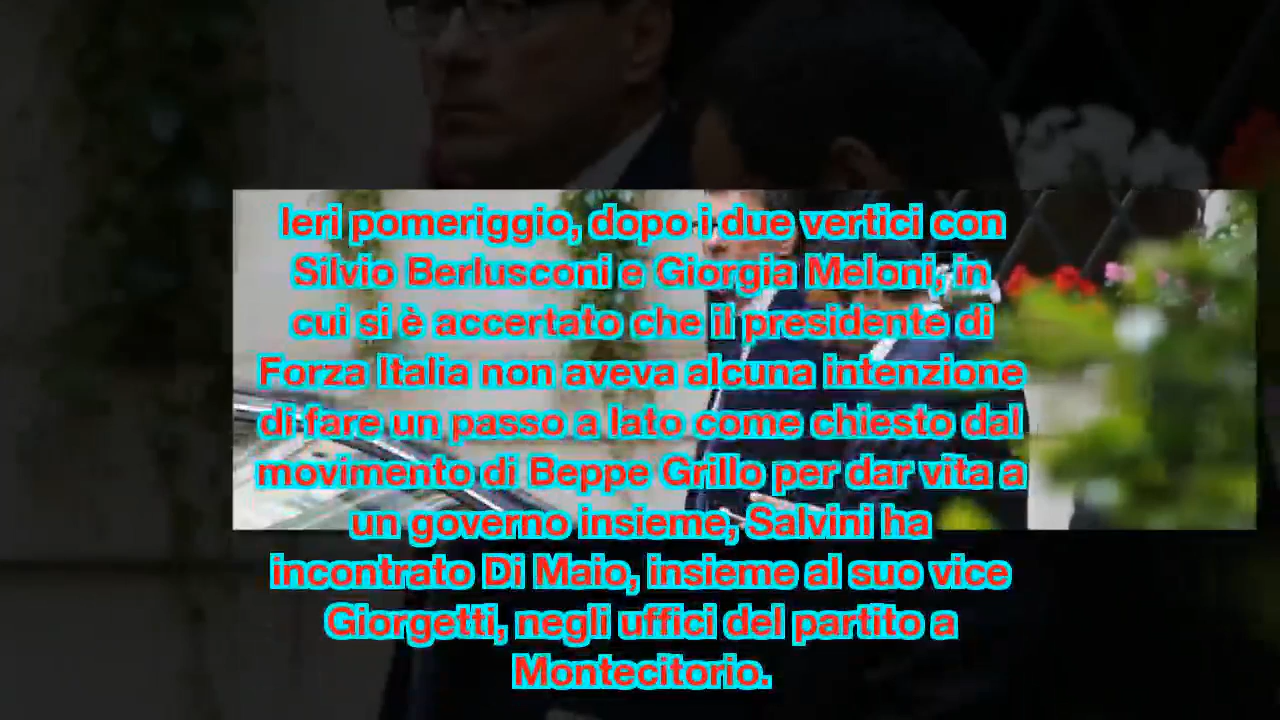 Ieri pomeriggio, dopo i due vertici con
Silvio Berlusconi e Giorgia Meloni, in
cui si è accertato che il presidente di
Forza Italia non aveva alcuna intenzione
di fare un passo a lato come chiesto dal
movimento di Beppe Grillo per dar vita a
un governo insieme, Salvini ha
incontrato Di Maio, insieme al suo vice
Giorgetti, negli uffici del partito a
Montecitorio.